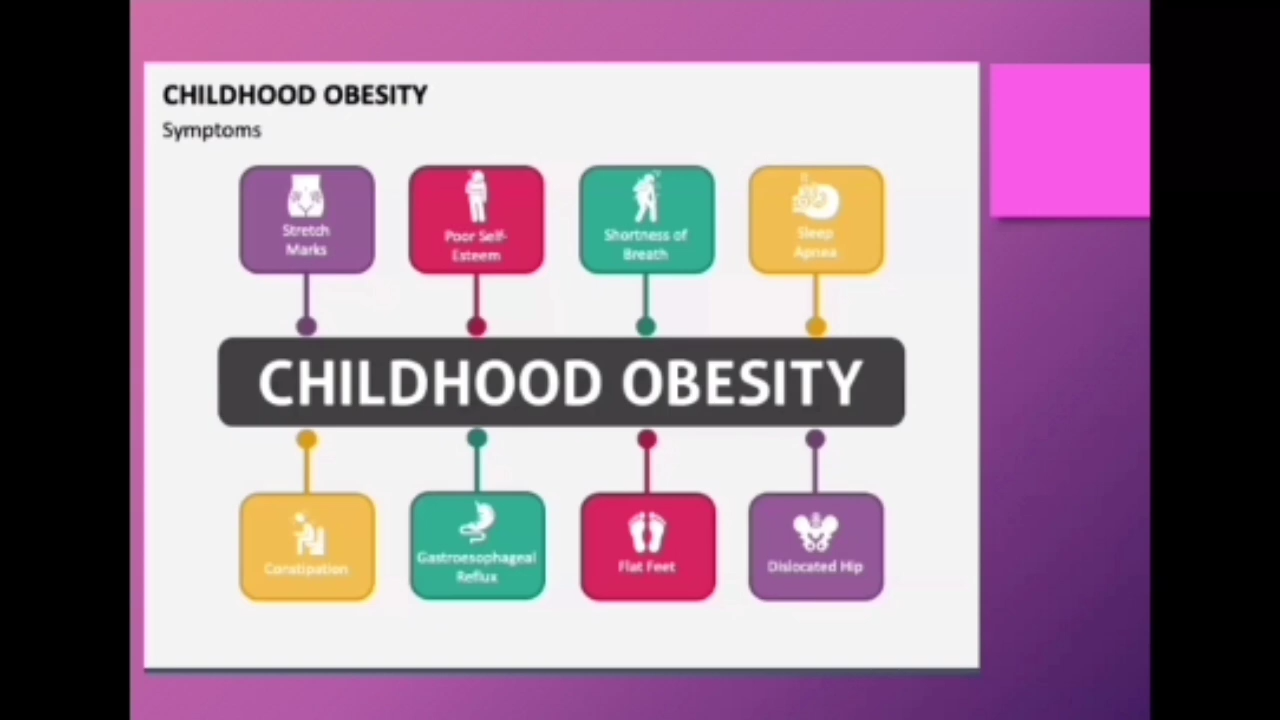 CHILDHOOD OBESITY
Symptoms
Stretch
Marks
Poor Self-
Esteem
Shortness of
Breath
Sleep
Apnea
CHILDHOOD OBESITY
Constipation
Gastroesophageal
Reflux
Flat Feet
Dislocated Hip